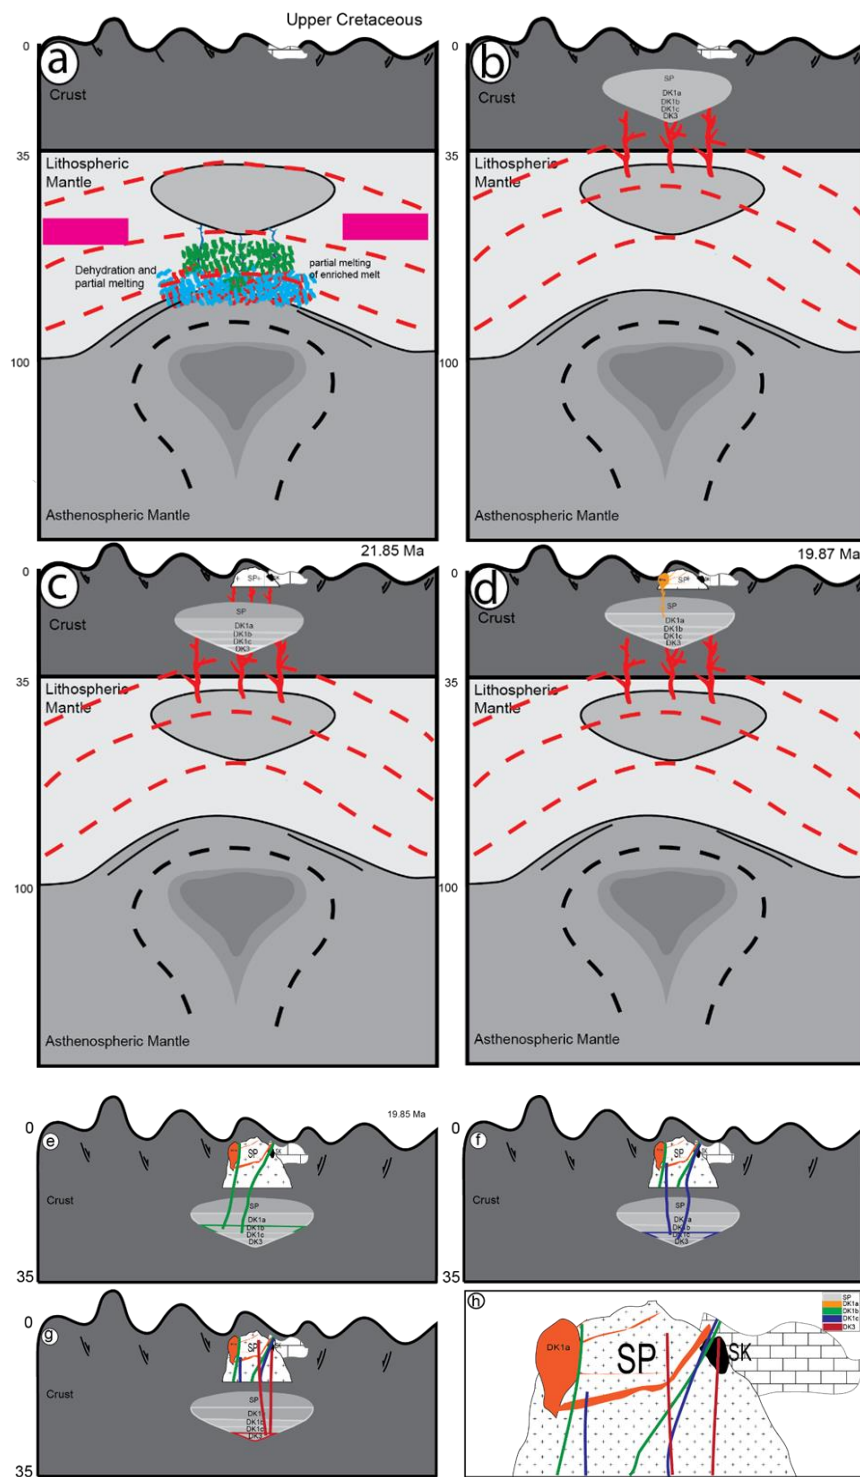 Upper Cretaceous
a
0
Crust
35
Lithospheric
Mantle
Dehydration and
partial melting
partial melting
of enriched melt
100
Asthenospheric Mantle
b
0
Crust
SP
DK1a
DK1b
DK1c
DK3
35
Lithospheric
Mantle
100
Asthenospheric Mantle
21.85 Ma
c
0
SP
Crust
SP
DK1a
DK1b
DK1c
DK3
35
Lithospheric
Mantle
100
Asthenospheric Mantle
19.87 Ma
d
0
SP
Crust
SP
DK1a
DK1b
DK1c
DK3
35
Lithospheric
Mantle
100
Asthenospheric Mantle
0
19.85 Ma
e
SP
SK
Crust
SP
DK1a
DK1b
DK1c
DK3
35
0
f
SP
Crust
SP
DK1a
DK1b
DK1c
DK3
35
0
g
SP
Crust
SP
DK1c
DK1c
DK3
35
h
SP
DK1a
DK1b
DK1c
DK3
DK1a
SP
SK